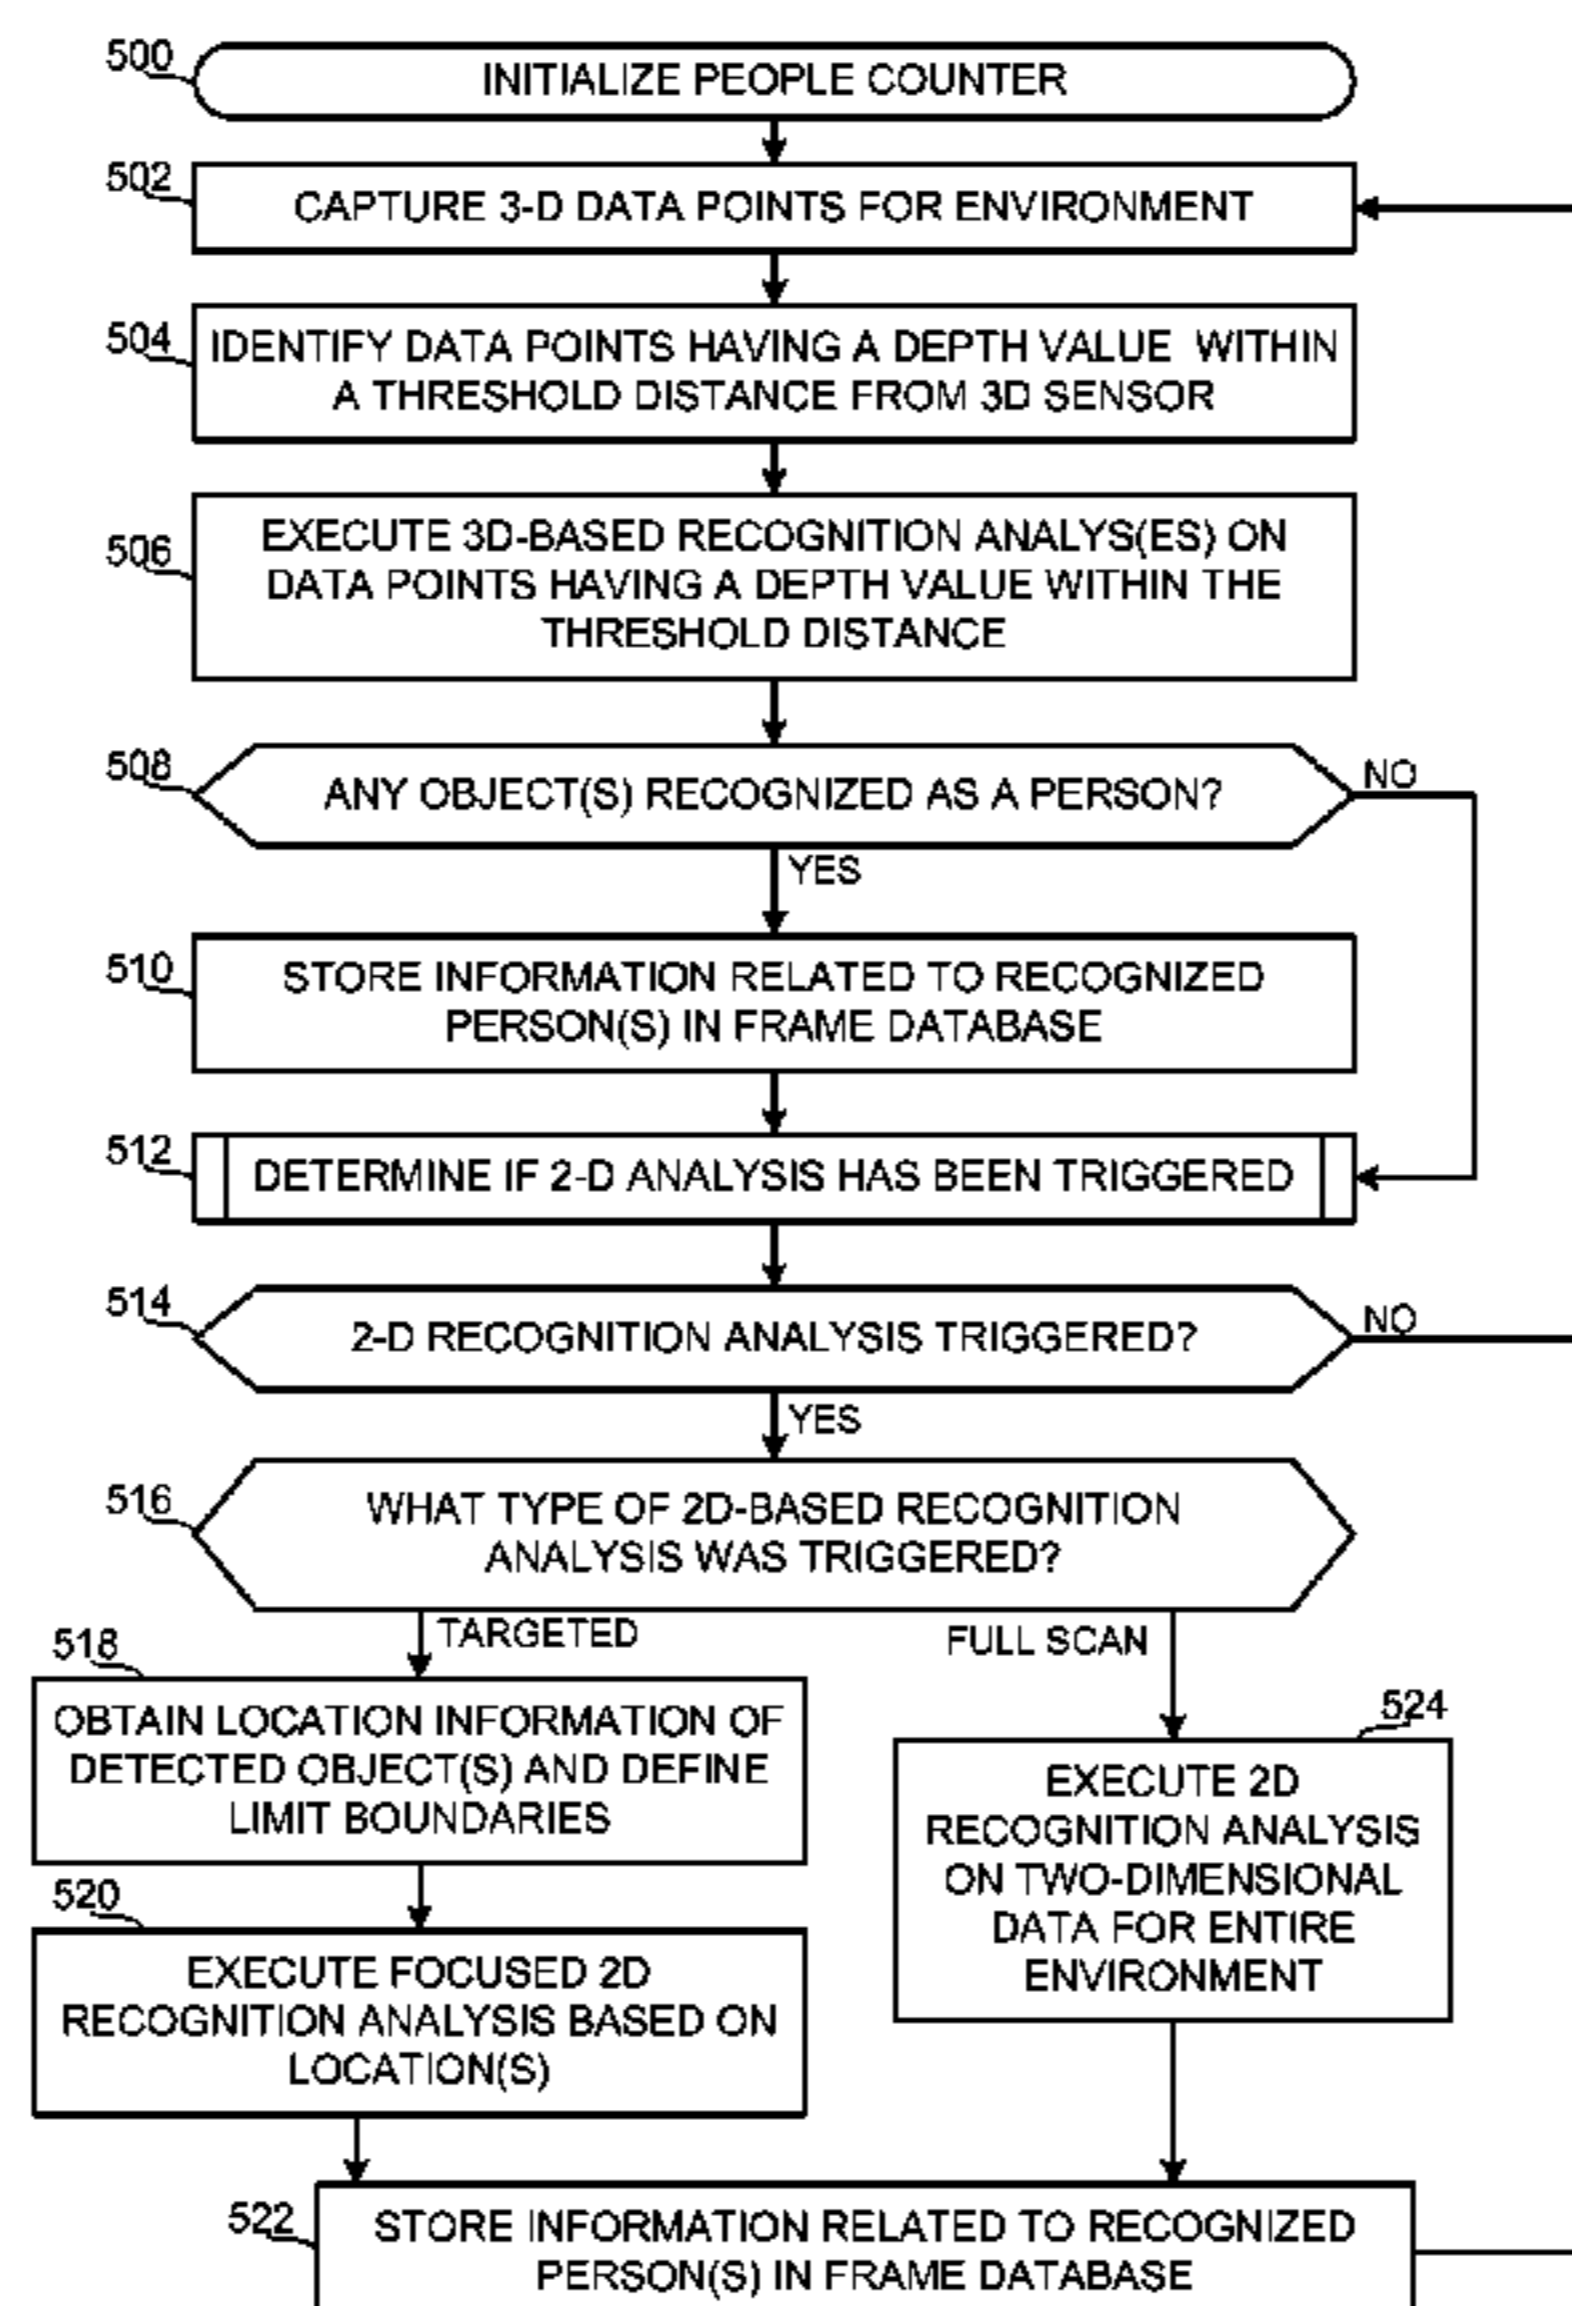 500
INITIALIZE PEOPLE COUNTER
502
CAPTURE 3-D DATA POINTS FOR ENVIRONMENT
504
IDENTIFY DATA POINTS HAVING A DEPTH VALUE WITHIN
A THRESHOLD DISTANCE FROM 3D SENSOR
506
EXECUTE 3D-BASED RECOGNITION ANALYS(ES) ON
DATA POINTS HAVING A DEPTH VALUE WITHIN THE
THRESHOLD DISTANCE
508
ANY OBJECT(S) RECOGNIZED AS A PERSON?
NO
YES
510
STORE INFORMATION RELATED TO RECOGNIZED
PERSON(S) IN FRAME DATABASE
512
DETERMINE IF 2-D ANALYSIS HAS BEEN TRIGGERED
514
2-D RECOGNITION ANALYSIS TRIGGERED?
NO
YES
516
WHAT TYPE OF 2D-BASED RECOGNITION
ANALYSIS WAS TRIGGERED?
TARGETED
FULL SCAN
518
OBTAIN LOCATION INFORMATION OF
DETECTED OBJECT(S) AND DEFINE
LIMIT BOUNDARIES
520
EXECUTE FOCUSED 2D
RECOGNITION ANALYSIS BASED ON
LOCATION(S)
524
EXECUTE 2D
RECOGNITION ANALYSIS
ON TWO-DIMENSIONAL
DATA FOR ENTIRE
ENVIRONMENT
522
STORE INFORMATION RELATED TO RECOGNIZED
PERSON(S) IN FRAME DATABASE